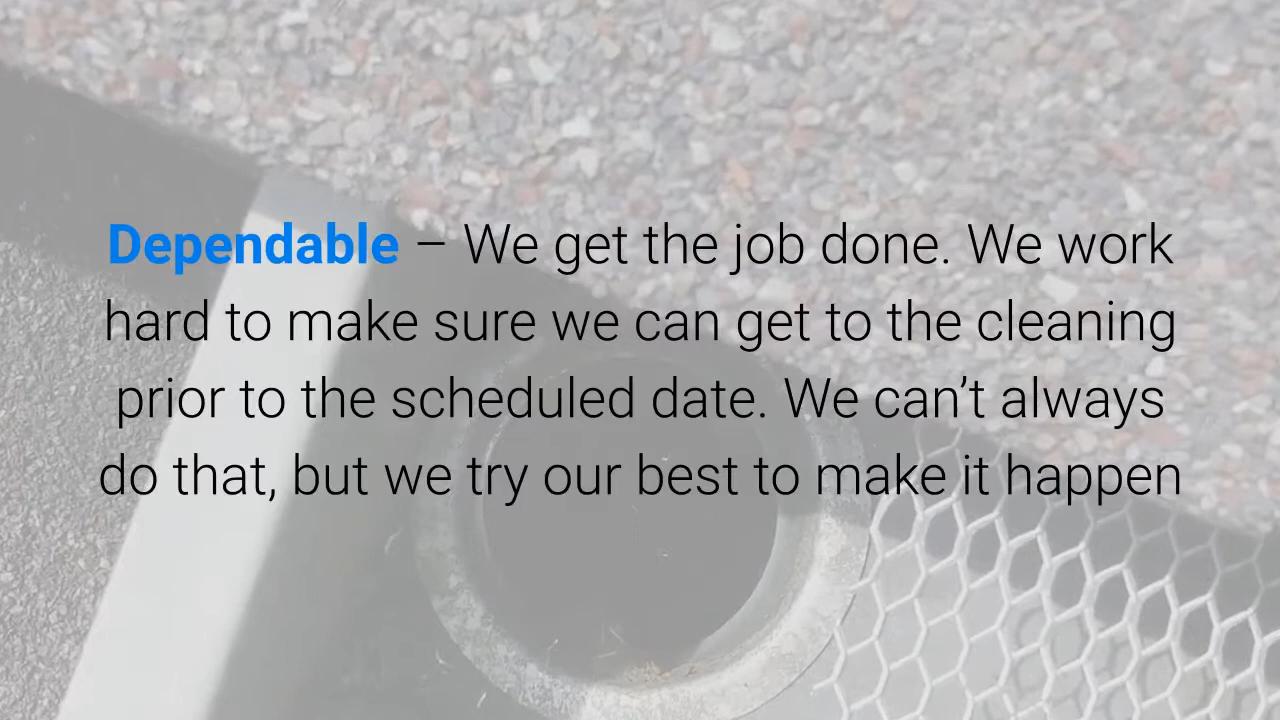 Dependable – We get the job done. We work
hard to make sure we can get to the cleaning
prior to the scheduled date. We can’t always
do that, but we try our best to make it happen